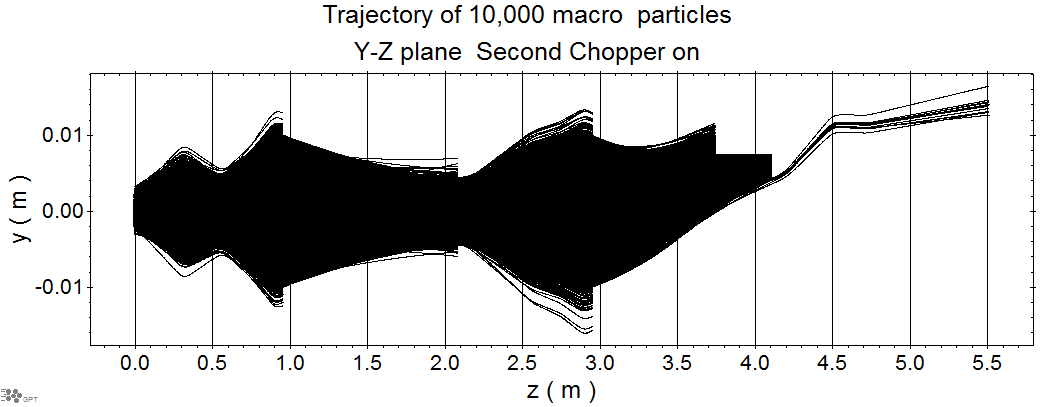 Trajectory of 10,000 macro particles
Y-Z plane Second Chopper on
0.01
0.00
-0.01
y ( m )
0.0 0.5 1.0 1.5 2.0 2.5 3.0 3.5 4.0 4.5 5.0 5.5
z ( m )
GPT